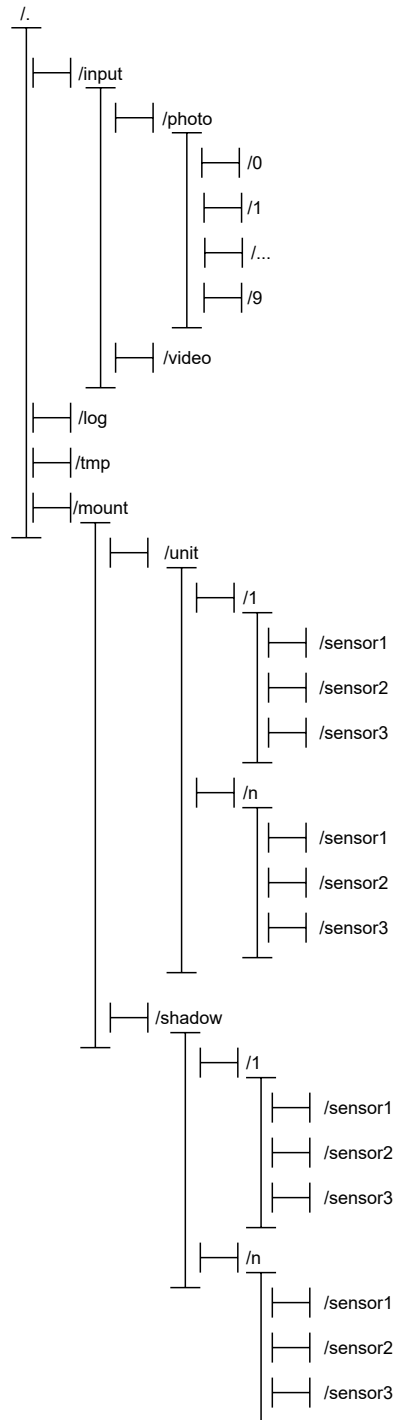 /.
/input
/photo
/0
/1
/...
/9
/video
/log
/tmp
/mount
/unit
/1
/sensor1
/sensor2
/sensor3
/n
/sensor1
/sensor2
/sensor3
/shadow
/1
/sensor1
/sensor2
/sensor3
/n
/sensor1
/sensor2
/sensor3